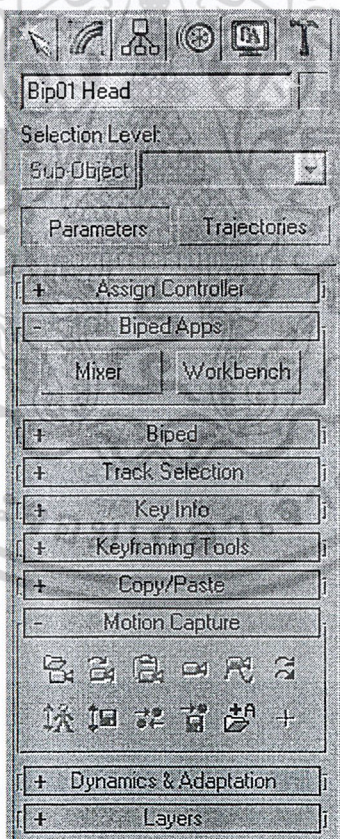 Bip01 Head
Selection Level:
Sub-Object
Parameters Trajectories
+ Assign Controller
- Biped Apps
Mixer Workbench
+ Biped
+ Track Selection
+ Key Info
+ Keyframing Tools
+ Copy/Paste
- Motion Capture
+ Dynamics & Adaptation
+ Layers